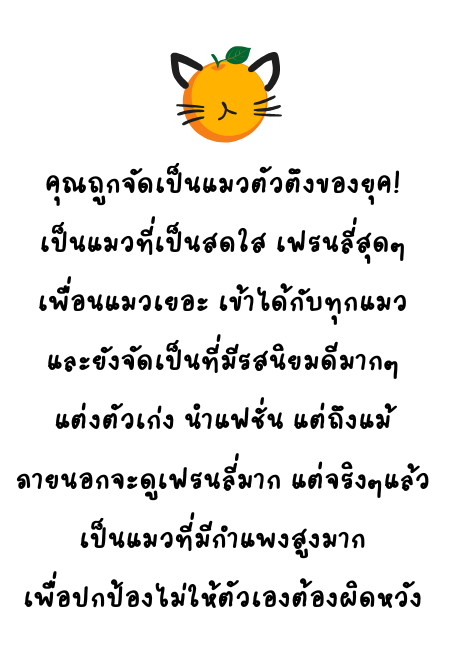 คุณถูกจัดเป็นแมวตัวตึงของยุค!
เป็นแมวที่เป็นสดใส เฟรนลี่สุดๆ
เพื่อนแมวเยอะ เข้าได้กับทุกแมว
และยังจัดเป็นที่มีรสนิยมดีมากๆ
แต่งตัวเก่ง นำแฟชั่น แต่ถึงแม้
ภายนอกจะดูเฟรนลี่มาก แต่จริงๆแล้ว
เป็นแมวที่มีกำแพงสูงมาก
เพื่อปกป้องไม่ให้ตัวเองต้องผิดหวัง